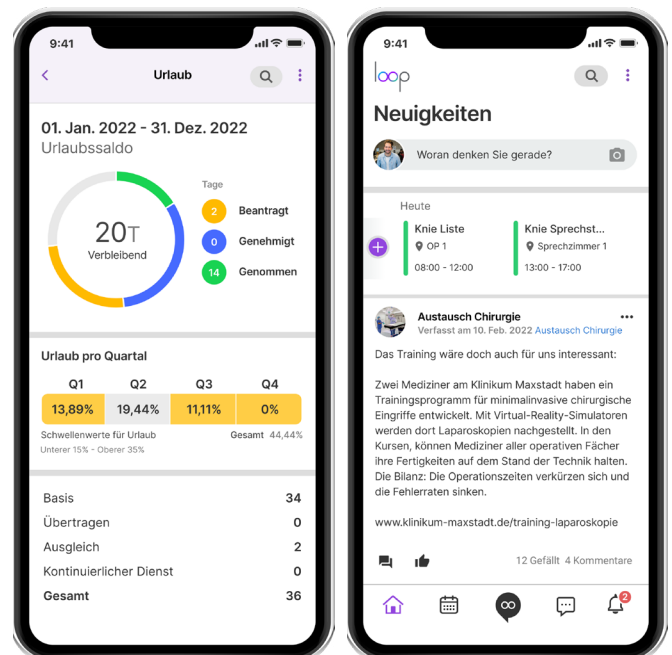 9:41
Urlaub
01. Jan. 2022 - 31. Dez. 2022
Urlaubssaldo
20T
Verbleibend
Tage
2 Beantragt
0 Genehmigt
14 Genommen
Urlaub pro Quartal
Q1 Q2 Q3 Q4
13,89% 19,44% 11,11% 0%
Schwellenwerte für Urlaub Gesamt 44,44%
Unterer 15% - Oberer 35%
Basis 34
Übertragen 0
Ausgleich 2
Kontinuierlicher Dienst 0
Gesamt 36
9:41
loop
Neuigkeiten
Woran denken Sie gerade?
Heute
Knie Liste
OP 1
08:00 - 12:00
Knie Sprechst...
Sprechzimmer 1
13:00 - 17:00
Austausch Chirurgie
Verfasst am 10. Feb. 2022 Austausch Chirurgie
Das Training wäre doch auch für uns interessant:
Zwei Mediziner am Klinikum Maxstadt haben ein
Trainingsprogramm für minimalinvasive chirurgische
Eingriffe entwickelt. Mit Virtual-Reality-Simulatoren
werden dort Laparoskopien nachgestellt. In den
Kursen, können Mediziner aller operativen Fächer
ihre Fertigkeiten auf dem Stand der Technik halten.
Die Bilanz: Die Operationszeiten verkürzen sich und
die Fehlerraten sinken.
www.klinikum-maxstadt.de/training-laparoskopie
12 Gefällt 4 Kommentare
2